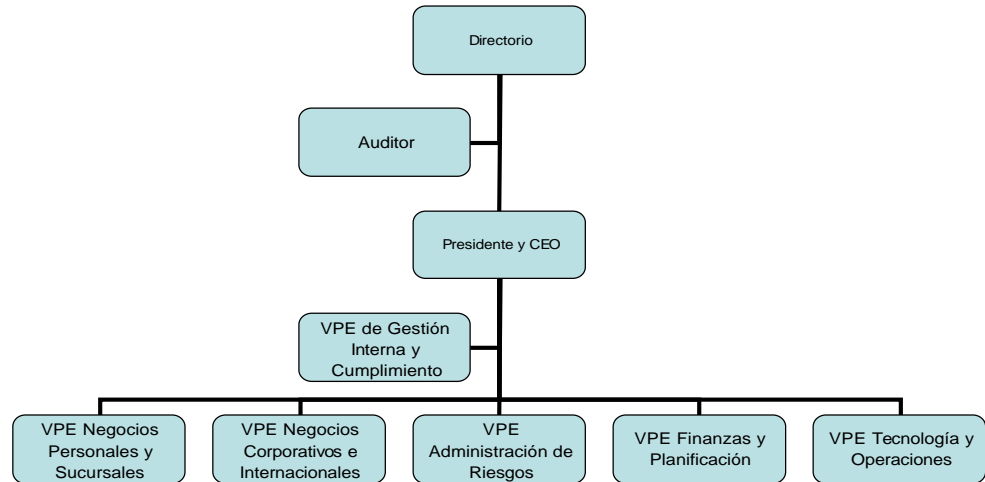 Directorio
Auditor
Presidente y CEO
VPE de Gestión
Interna y
Cumplimiento
VPE Negocios
Personales y
Sucursales
VPE Negocios
Corporativos e
Internacionales
VPE
Administración de
Riesgos
VPE Finanzas y
Planificación
VPE Tecnología y
Operaciones